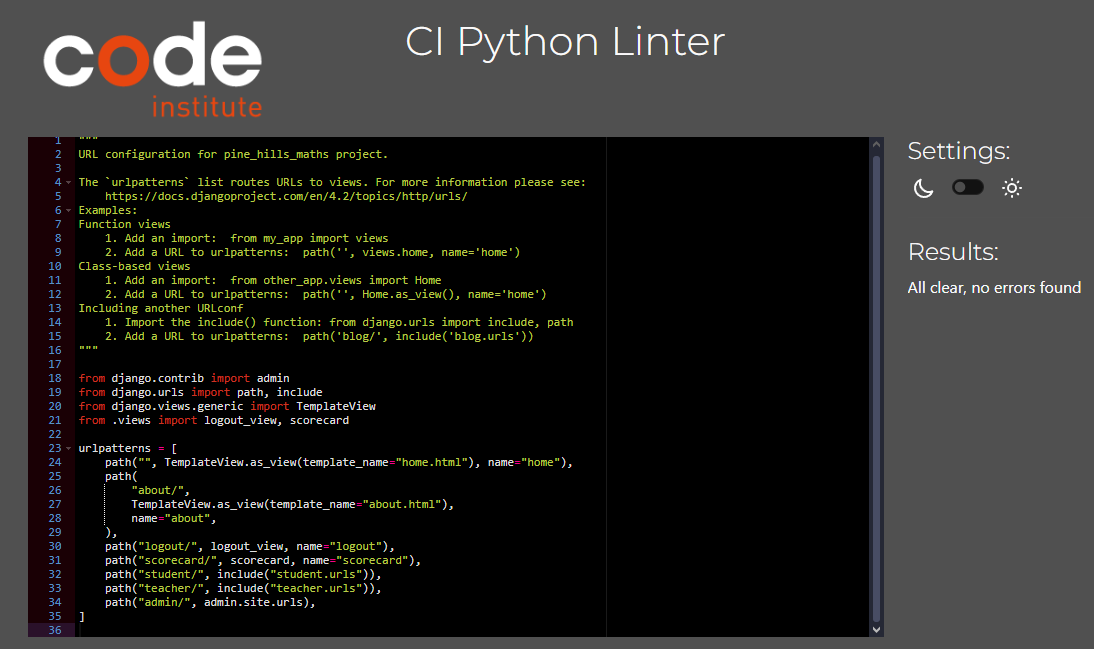 code
institute
CI Python Linter
1 """
2 URL configuration for pine_hills_maths project.
3
4 The `urlpatterns` list routes URLs to views. For more information please see:
5     https://docs.djangoproject.com/en/4.2/topics/http/urls/
6 Examples:
7 Function views
8     1. Add an import:  from my_app import views
9     2. Add a URL to urlpatterns:  path('', views.home, name='home')
10 Class-based views
11     1. Add an import:  from other_app.views import Home
12     2. Add a URL to urlpatterns:  path('', Home.as_view(), name='home')
13 Including another URLconf
14     1. Import the include() function: from django.urls import include, path
15     2. Add a URL to urlpatterns:  path('blog/', include('blog.urls'))
16 """
17
18 from django.contrib import admin
19 from django.urls import path, include
20 from django.views.generic import TemplateView
21 from .views import logout_view, scorecard
22
23 urlpatterns = [
24     path("", TemplateView.as_view(template_name="home.html"), name="home"),
25     path(
26         "about/",
27         TemplateView.as_view(template_name="about.html"),
28         name="about",
29     ),
30     path("logout/", logout_view, name="logout"),
31     path("scorecard/", scorecard, name="scorecard"),
32     path("student/", include("student.urls")),
33     path("teacher/", include("teacher.urls")),
34     path("admin/", admin.site.urls),
35 ]
36
Settings:
Results:
All clear, no errors found